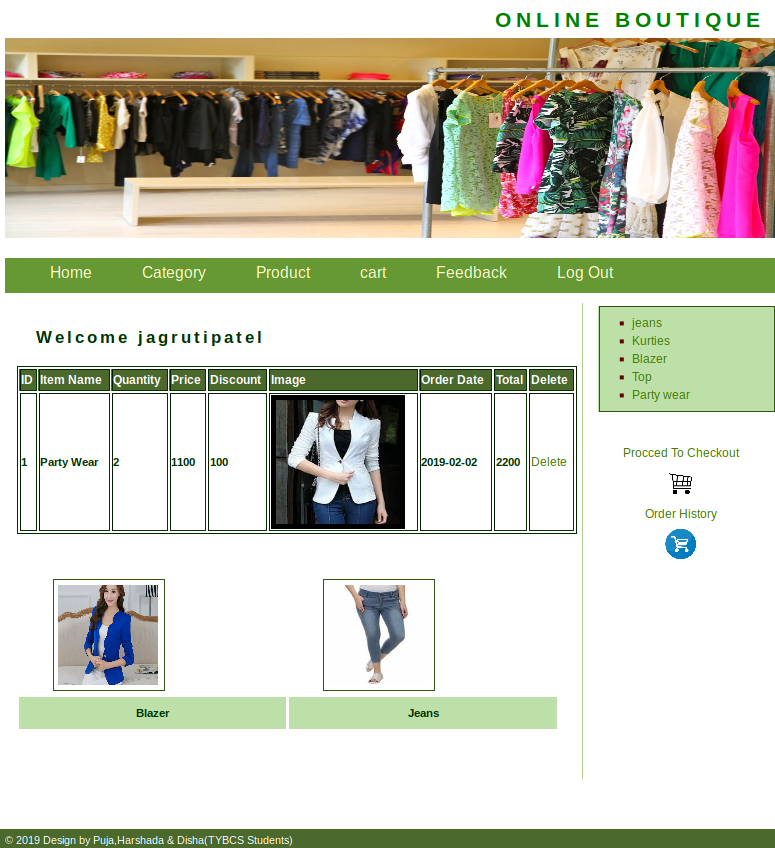 ONLINE BOUTIQUE
Home Category Product cart Feedback Log Out
Welcome jagrutipatel
ID Item Name Quantity Price Discount Image Order Date Total Delete
1 Party Wear 2 1100 100 2019-02-02 2200 Delete
Blazer Jeans
jeans
Kurties
Blazer
Top
Party wear
Procced To Checkout
Order History
© 2019 Design by Puja,Harshada & Disha(TYBCS Students)